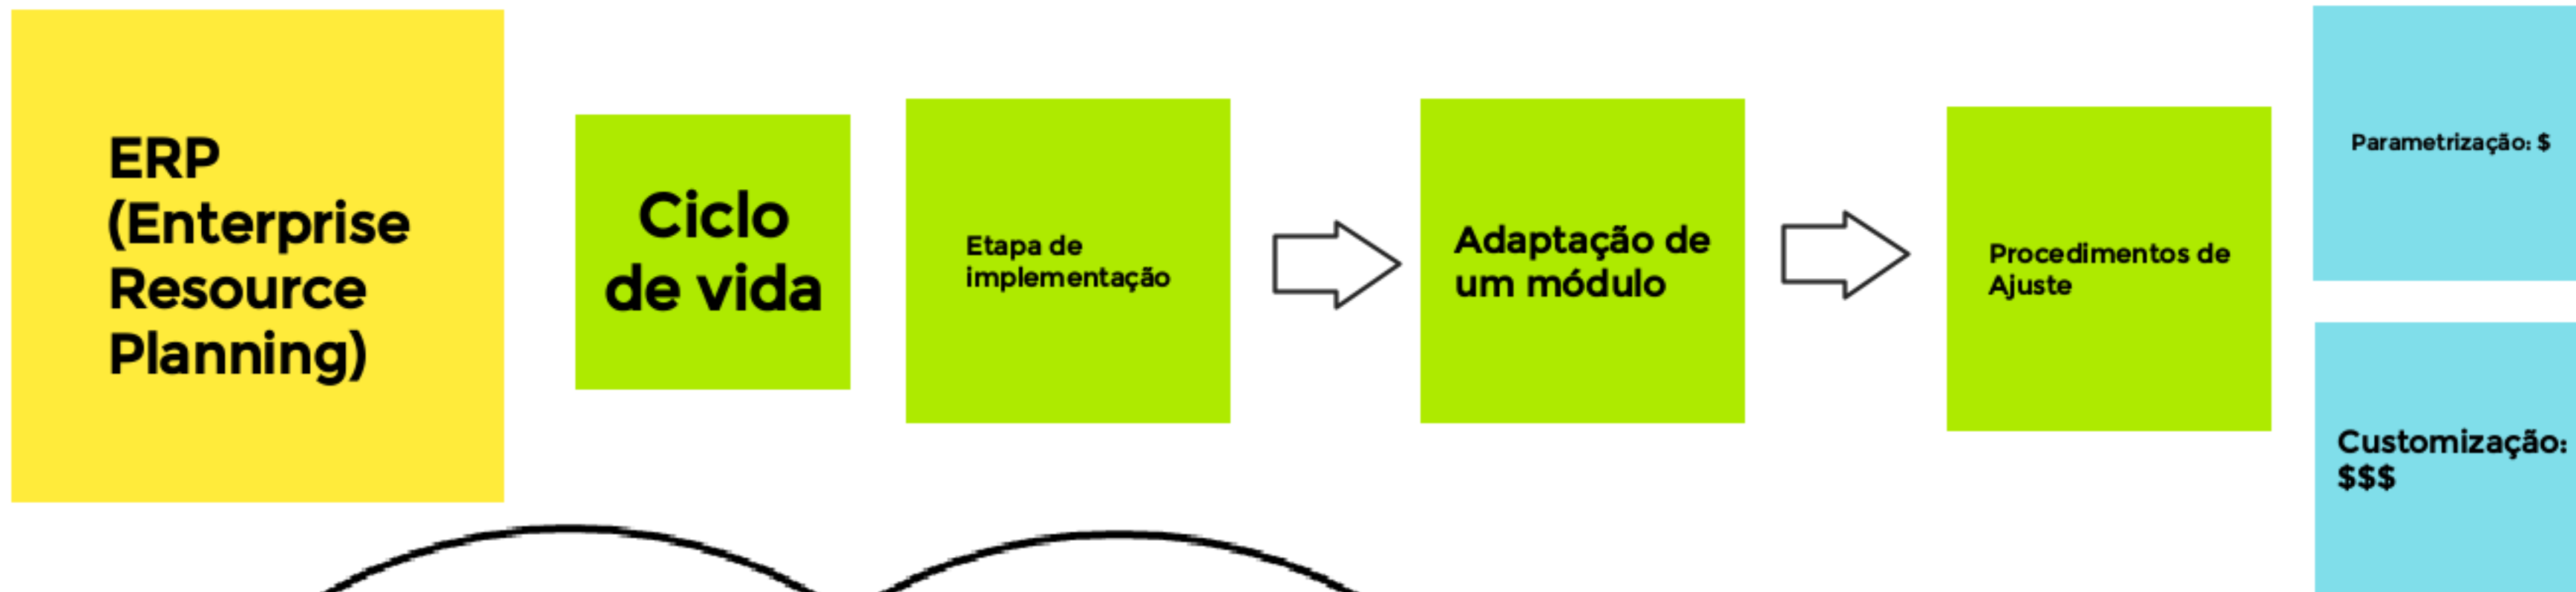 ERP
(Enterprise
Resource
Planning)
Ciclo
de vida
Etapa de
implementação
Adaptação de
um módulo
Procedimentos de
Ajuste
Parametrização: $
Customização:
$$$